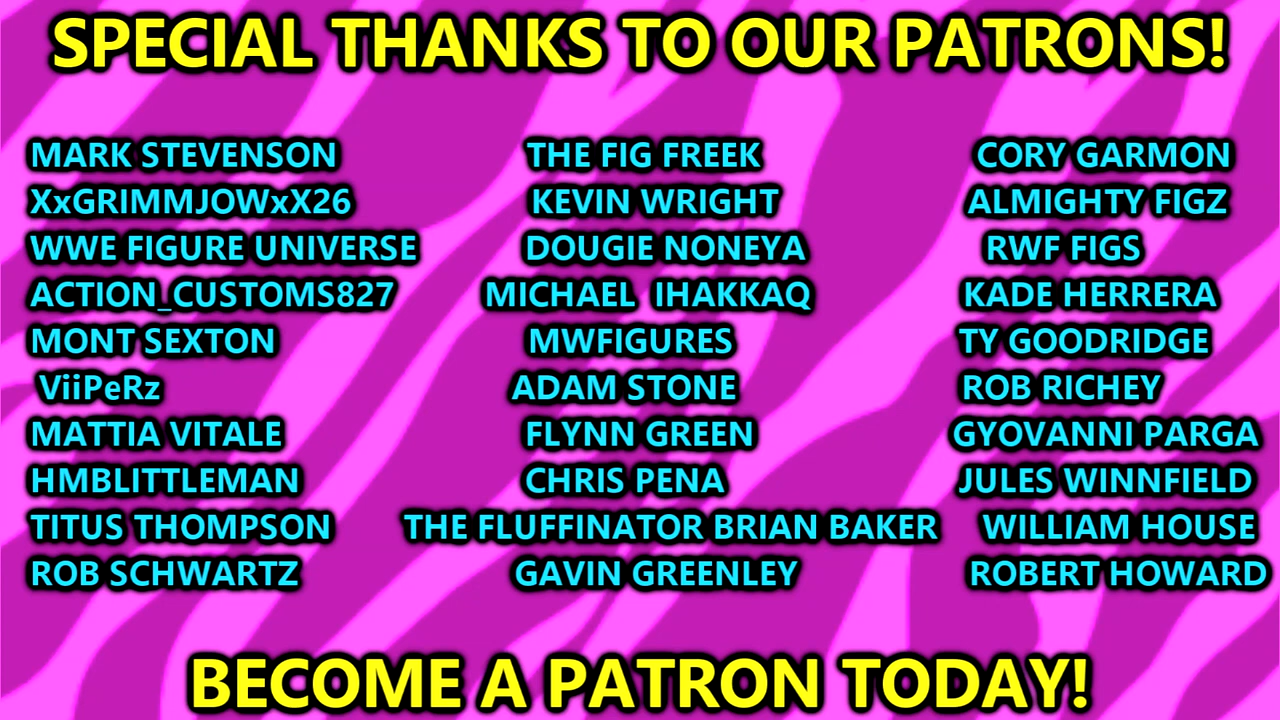 SPECIAL THANKS TO OUR PATRONS!
MARK STEVENSON
XxGRIMMJOWxX26
WWE FIGURE UNIVERSE
ACTION_CUSTOMS827
MONT SEXTON
ViiPeRz
MATTIA VITALE
HMBLITTLEMAN
TITUS THOMPSON
ROB SCHWARTZ
THE FIG FREEK
KEVIN WRIGHT
DOUGIE NONEYA
MICHAEL IHAKKAQ
MWFIGURES
ADAM STONE
FLYNN GREEN
CHRIS PENA
THE FLUFFINATOR BRIAN BAKER
GAVIN GREENLEY
CORY GARMON
ALMIGHTY FIGZ
RWF FIGS
KADE HERRERA
TY GOODRIDGE
ROB RICHEY
GYOVANNI PARGA
JULES WINNFIELD
WILLIAM HOUSE
ROBERT HOWARD
BECOME A PATRON TODAY!